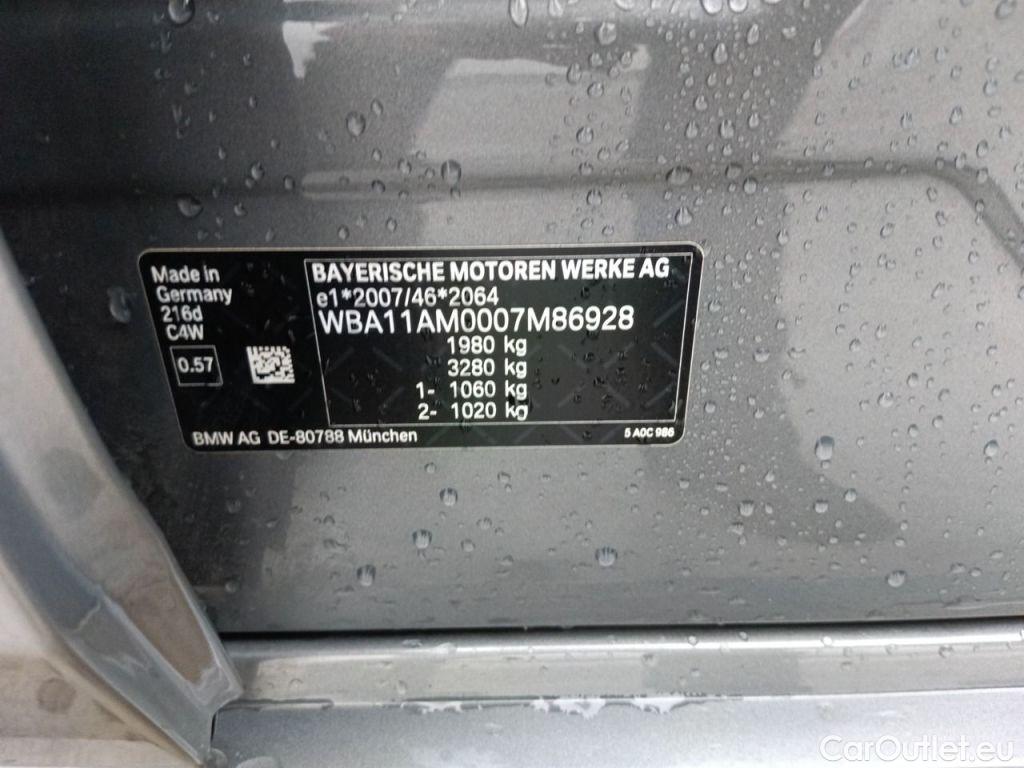 Made in
Germany
216d
C4W
0.57
BAYERISCHE MOTOREN WERKE AG
e1*2007/46*2064
WBA11AM0007M86928
1980 kg
3280 kg
1- 1060 kg
2- 1020 kg
BMW AG DE-80788 München
5 A0C 986
CarOutlet.eu